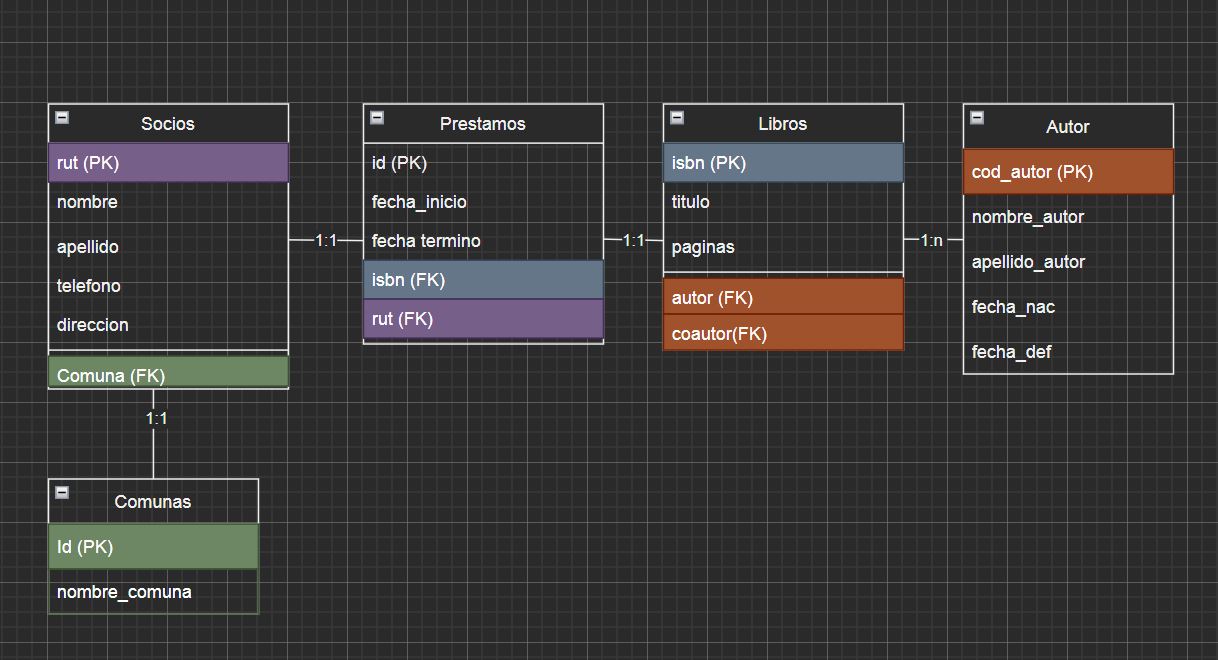 Socios
rut (PK)
nombre
apellido
telefono
direccion
Comuna (FK)
1:1
Prestamos
id (PK)
fecha_inicio
fecha termino
isbn (FK)
rut (FK)
1:1
Libros
isbn (PK)
titulo
paginas
autor (FK)
coautor(FK)
1:n
Autor
cod_autor (PK)
nombre_autor
apellido_autor
fecha_nac
fecha_def
1:1
Comunas
Id (PK)
nombre_comuna